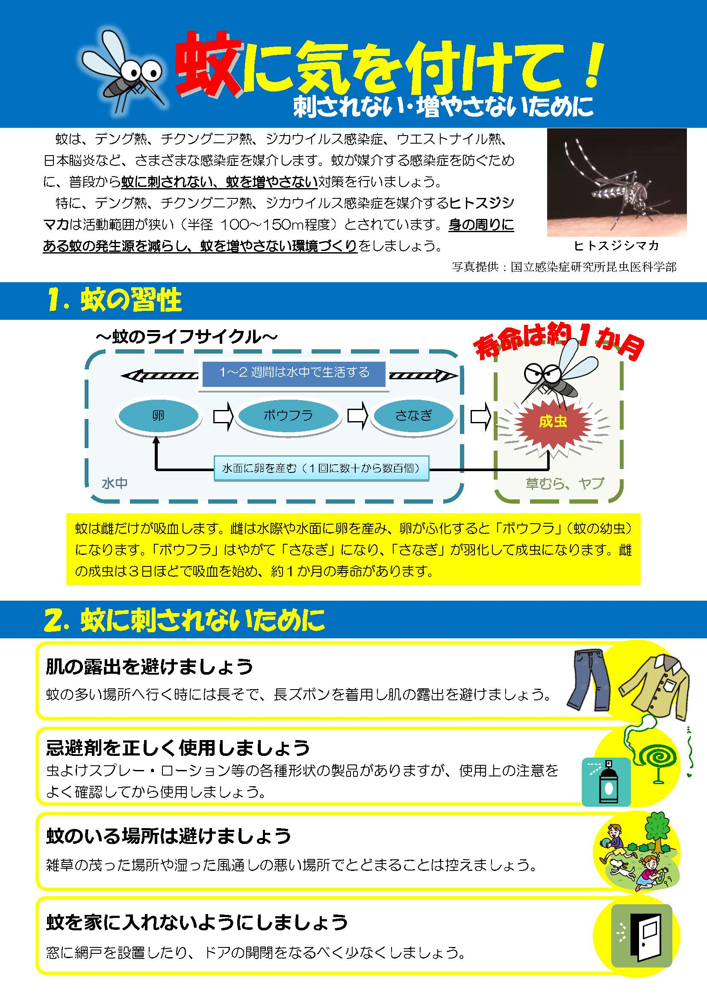 蚊に気を付けて！
刺されない・増やさないために
蚊は、デング熱、チクングニア熱、ジカウイルス感染症、ウエストナイル熱、
日本脳炎など、さまざまな感染症を媒介します。蚊が媒介する感染症を防ぐため
に、普段から蚊に刺されない、蚊を増やさない対策を行いましょう。
特に、デング熱、チクングニア熱、ジカウイルス感染症を媒介するヒトスジシ
マカは活動範囲が狭い（半径 100～150m程度）とされています。身の周りに
ある蚊の発生源を減らし、蚊を増やさない環境づくりをしましょう。
ヒトスジシマカ
写真提供：国立感染症研究所昆虫医科学部
1. 蚊の習性
～蚊のライフサイクル～
寿命は約1か月
1～2 週間は水中で生活する
卵
ボウフラ
さなぎ
成虫
水面に卵を産む（１回に数十から数百個）
水中
草むら、ヤブ
蚊は雌だけが吸血します。雌は水際や水面に卵を産み、卵がふ化すると「ボウフラ」（蚊の幼虫）
になります。「ボウフラ」はやがて「さなぎ」になり、「さなぎ」が羽化して成虫になります。雌
の成虫は３日ほどで吸血を始め、約１か月の寿命があります。
2. 蚊に刺されないために
肌の露出を避けましょう
蚊の多い場所へ行く時には長そで、長ズボンを着用し肌の露出を避けましょう。
忌避剤を正しく使用しましょう
虫よけスプレー・ローション等の各種形状の製品がありますが、使用上の注意を
よく確認してから使用しましょう。
蚊のいる場所は避けましょう
雑草の茂った場所や湿った風通しの悪い場所でとどまることは控えましょう。
蚊を家に入れないようにしましょう
窓に網戸を設置したり、ドアの開閉をなるべく少なくしましょう。